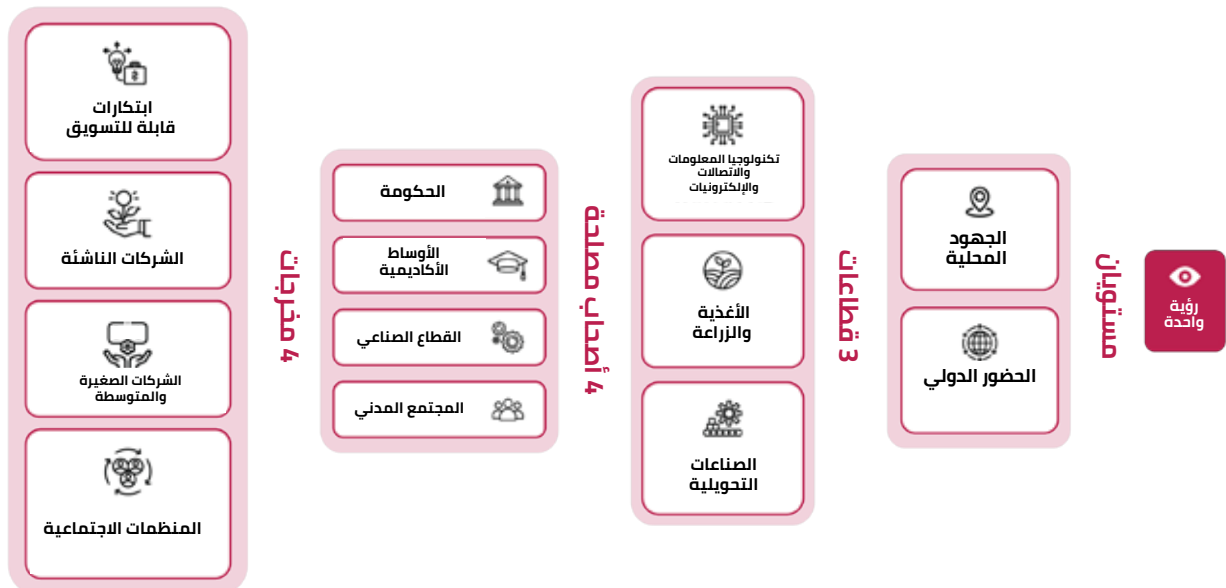 رؤية
واحدة
مستويان
الجهود
المحلية
الحضور الدولي
3 قطاعات
تكنولوجيا المعلومات
والاتصالات
والإلكترونيات
الأغذية
والزراعة
الصناعات
التحويلية
4 أصحاب مصلحة
الحكومة
الأوساط
الأكاديمية
القطاع الصناعي
المجتمع المدني
4 مخرجات
ابتكارات
قابلة للتسويق
الشركات الناشئة
الشركات الصغيرة
والمتوسطة
المنظمات الاجتماعية